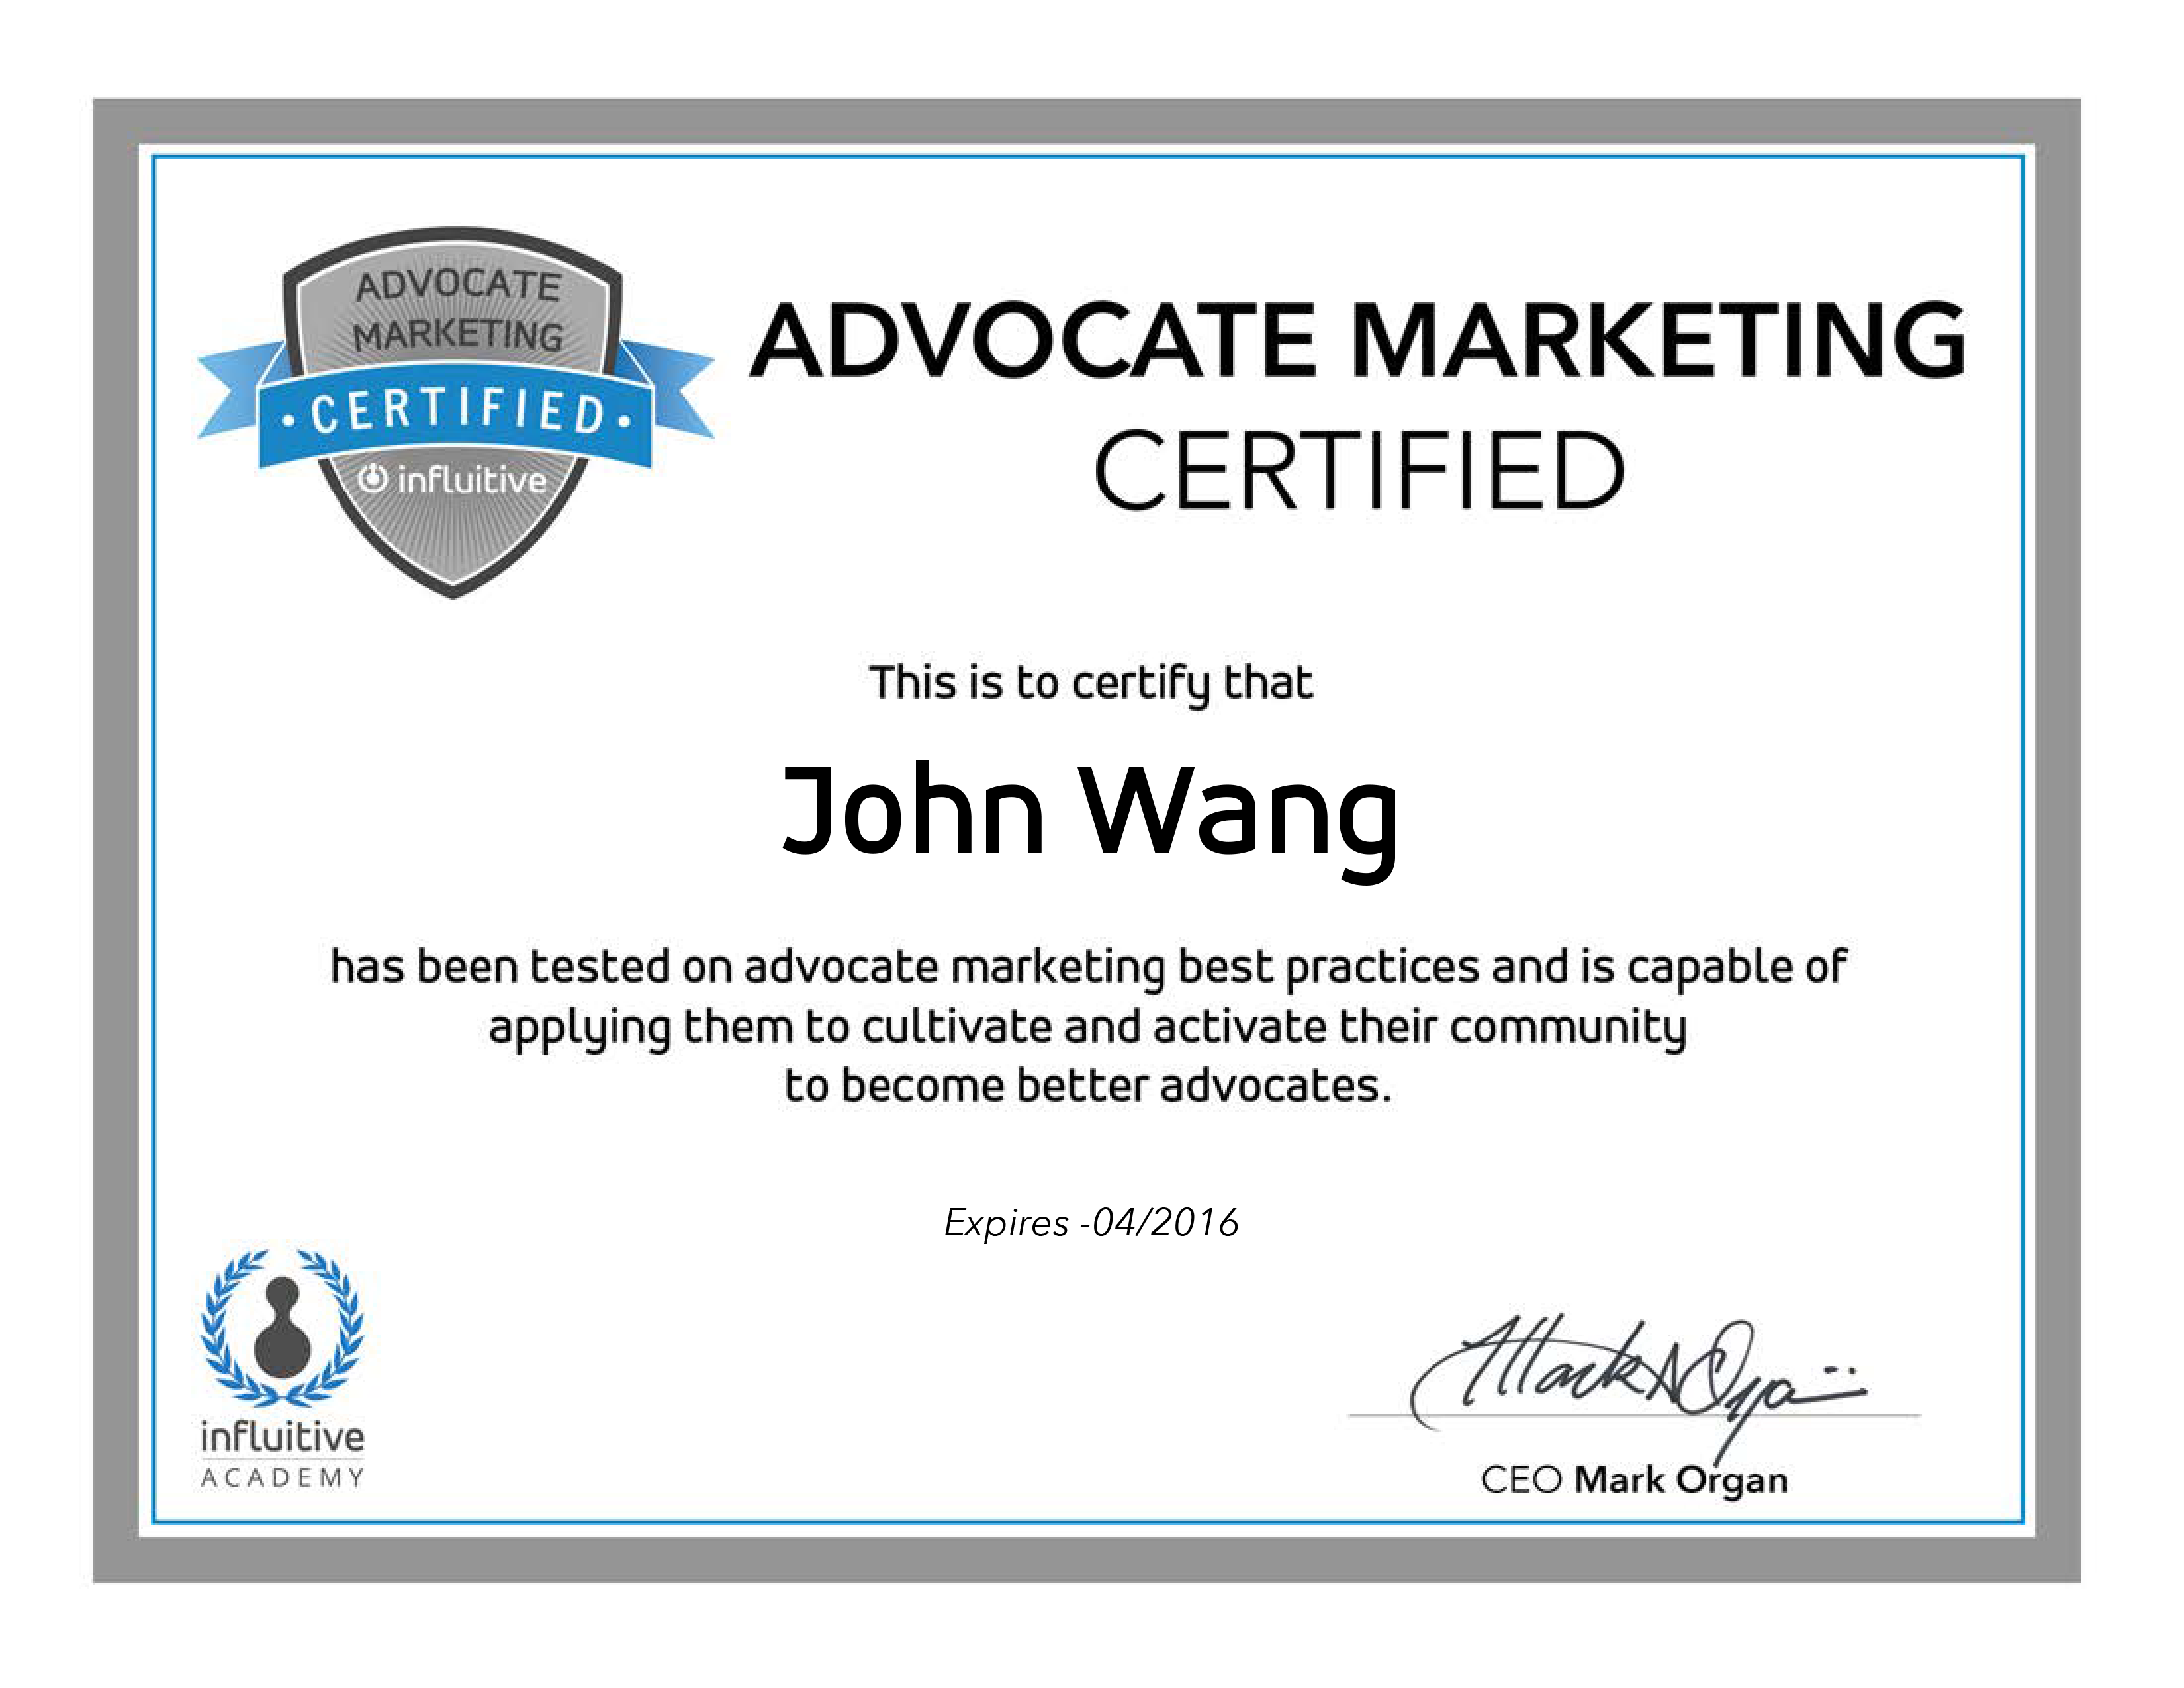 ADVOCATE
MARKETING
• CERTIFIED •
influitive
ADVOCATE MARKETING
CERTIFIED
This is to certify that
John Wang
has been tested on advocate marketing best practices and is capable of
applying them to cultivate and activate their community
to become better advocates.
Expires -04/2016
influitive
ACADEMY
Mark A Organ
CEO Mark Organ